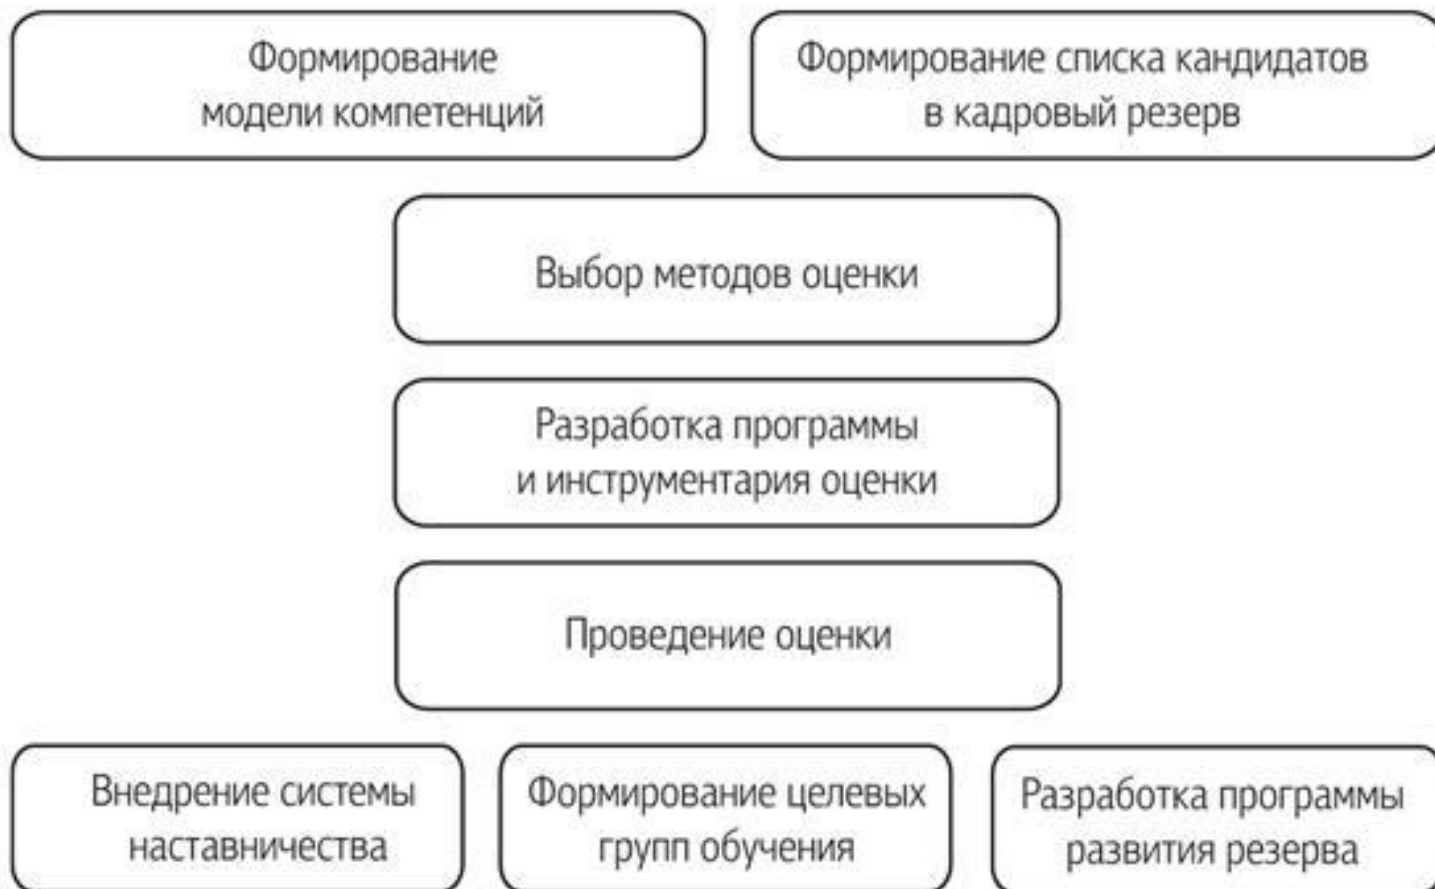 Формирование
модели компетенций
Формирование списка кандидатов
в кадровый резерв
Выбор методов оценки
Разработка программы
и инструментария оценки
Проведение оценки
Внедрение системы
наставничества
Формирование целевых
групп обучения
Разработка программы
развития резерва